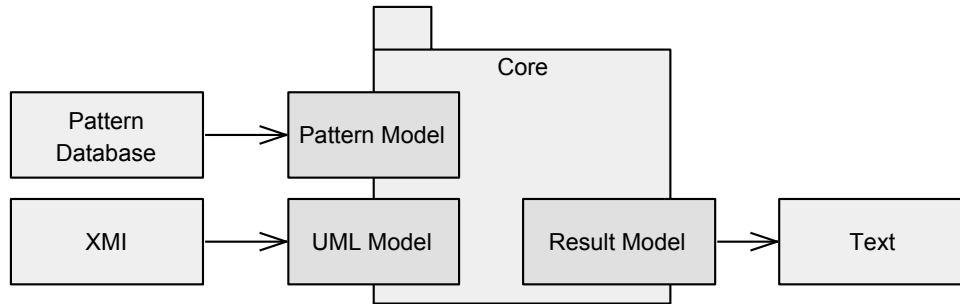 Core
Pattern
Database
Pattern Model
XMI
UML Model
Result Model
Text